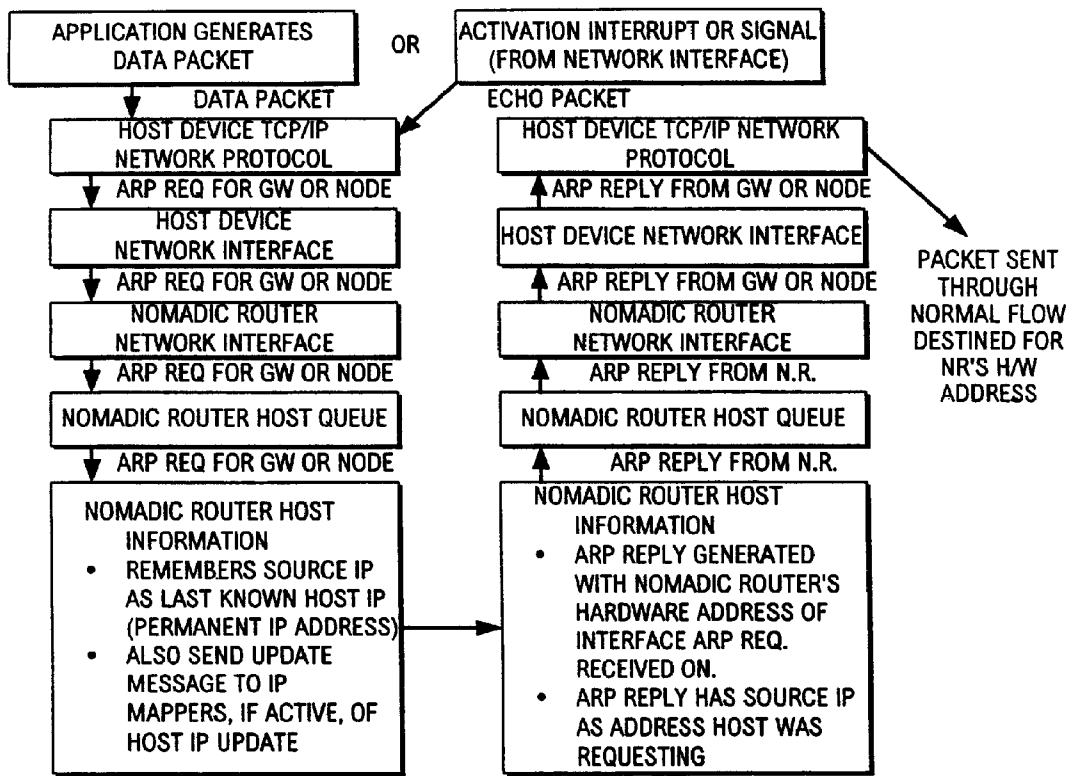 APPLICATION GENERATES
DATA PACKET
OR
ACTIVATION INTERRUPT OR SIGNAL
(FROM NETWORK INTERFACE)
DATA PACKET
ECHO PACKET
HOST DEVICE TCP/IP
NETWORK PROTOCOL
ARP REQ FOR GW OR NODE
HOST DEVICE
NETWORK INTERFACE
ARP REQ FOR GW OR NODE
NOMADIC ROUTER
NETWORK INTERFACE
ARP REQ FOR GW OR NODE
NOMADIC ROUTER HOST QUEUE
ARP REQ FOR GW OR NODE
NOMADIC ROUTER HOST
INFORMATION
• REMEMBERS SOURCE IP
AS LAST KNOWN HOST IP
(PERMANENT IP ADDRESS)
• ALSO SEND UPDATE
MESSAGE TO IP
MAPPERS, IF ACTIVE, OF
HOST IP UPDATE
HOST DEVICE TCP/IP NETWORK
PROTOCOL
ARP REPLY FROM GW OR NODE
HOST DEVICE NETWORK INTERFACE
ARP REPLY FROM GW OR NODE
NOMADIC ROUTER
NETWORK INTERFACE
ARP REPLY FROM N.R.
NOMADIC ROUTER HOST QUEUE
ARP REPLY FROM N.R.
NOMADIC ROUTER HOST
INFORMATION
• ARP REPLY GENERATED
WITH NOMADIC ROUTER'S
HARDWARE ADDRESS OF
INTERFACE ARP REQ.
RECEIVED ON.
• ARP REPLY HAS SOURCE IP
AS ADDRESS HOST WAS
REQUESTING
PACKET SENT
THROUGH
NORMAL FLOW
DESTINED FOR
NR'S H/W
ADDRESS